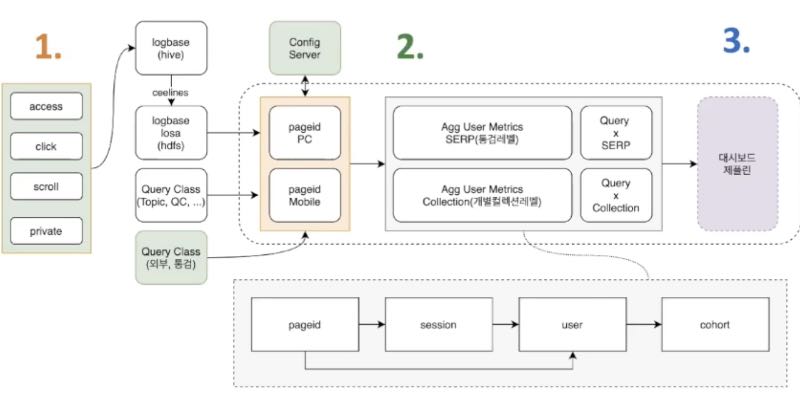 1.
access
click
scroll
private
logbase
(hive)
ceelines
logbase
losa
(hdfs)
Query Class
(Topic, QC, ...)
Query Class
(외부, 통검)
Config
Server
2.
pageid
PC
pageid
Mobile
Agg User Metrics
SERP(통검레벨)
Query
x
SERP
Agg User Metrics
Collection(개별컬렉션레벨)
Query
x
Collection
3.
대시보드
제플린
pageid
session
user
cohort